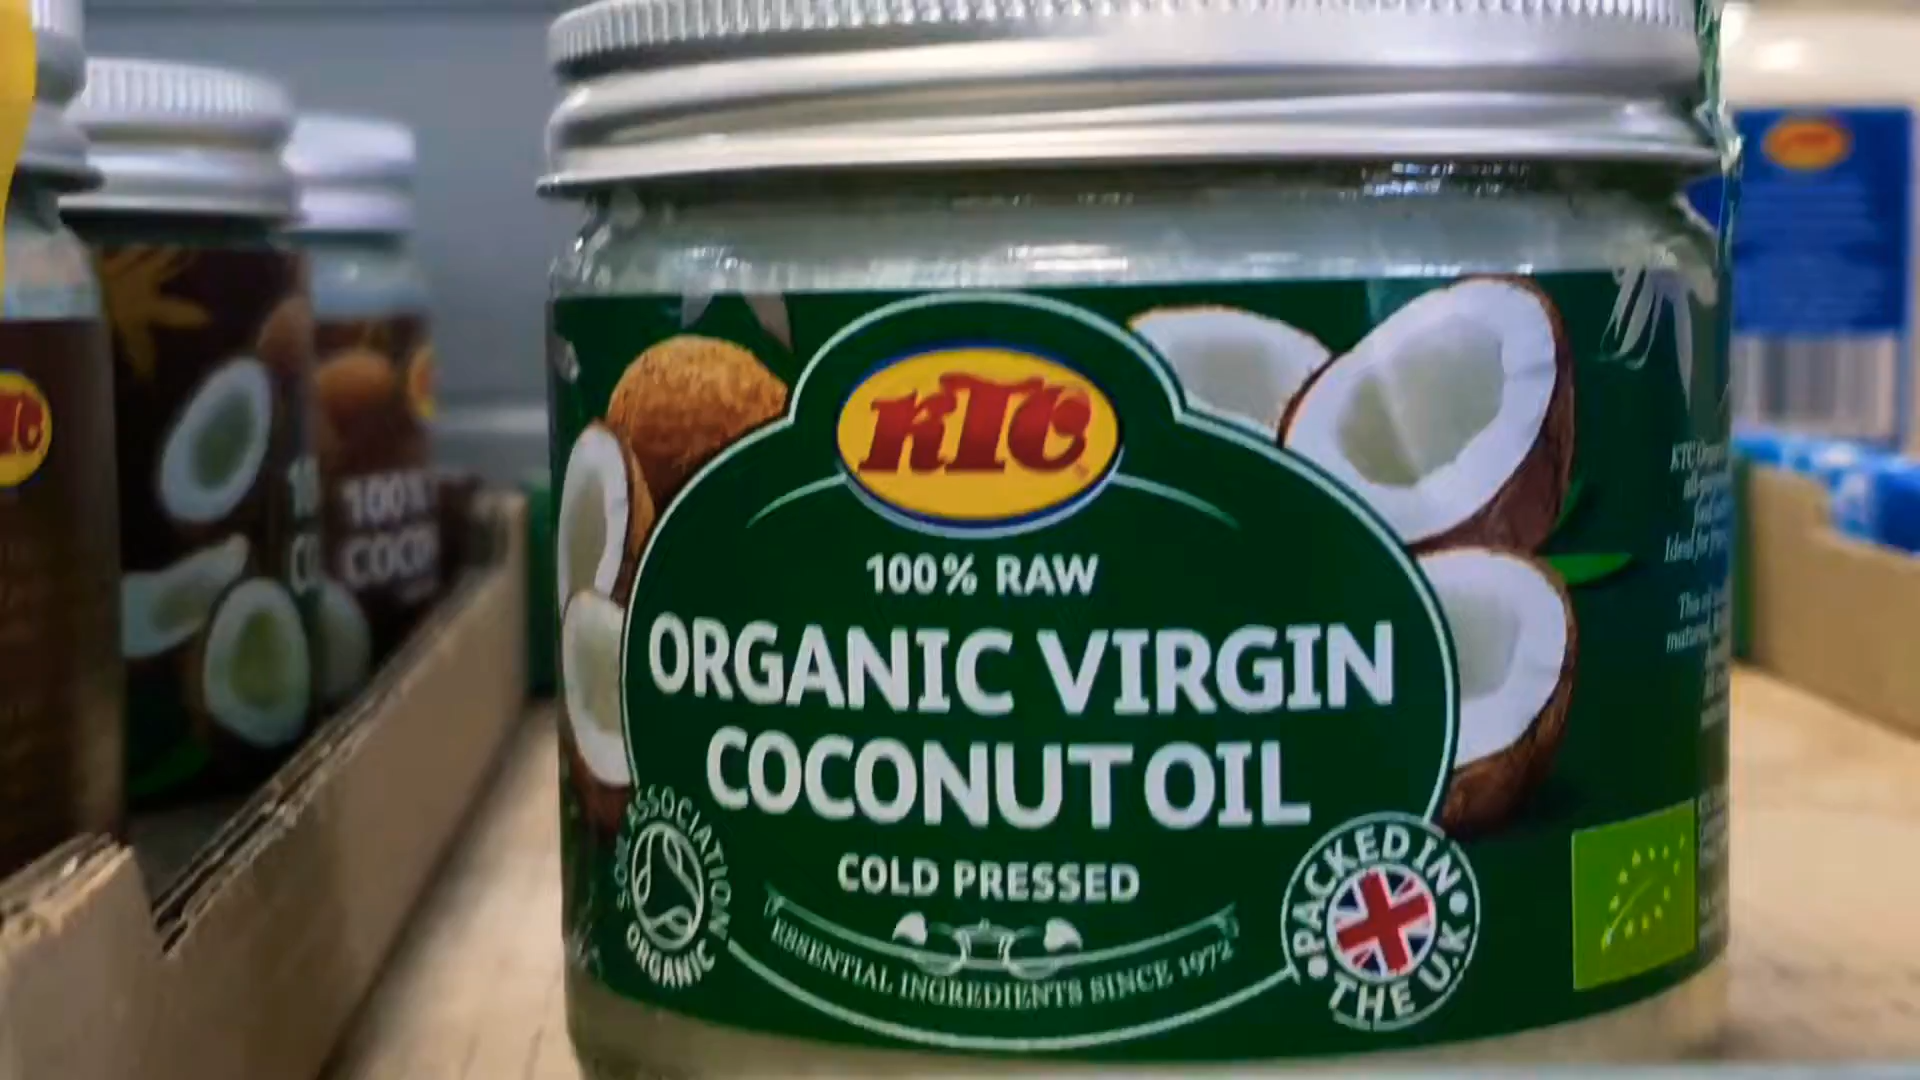 KTC
100% RAW
ORGANIC VIRGIN
COCONUT OIL
COLD PRESSED
ESSENTIAL INGREDIENTS SINCE 1972
SOIL ASSOCIATION
ORGANIC
PACKED IN
THE U.K
KTC
100%
COCO